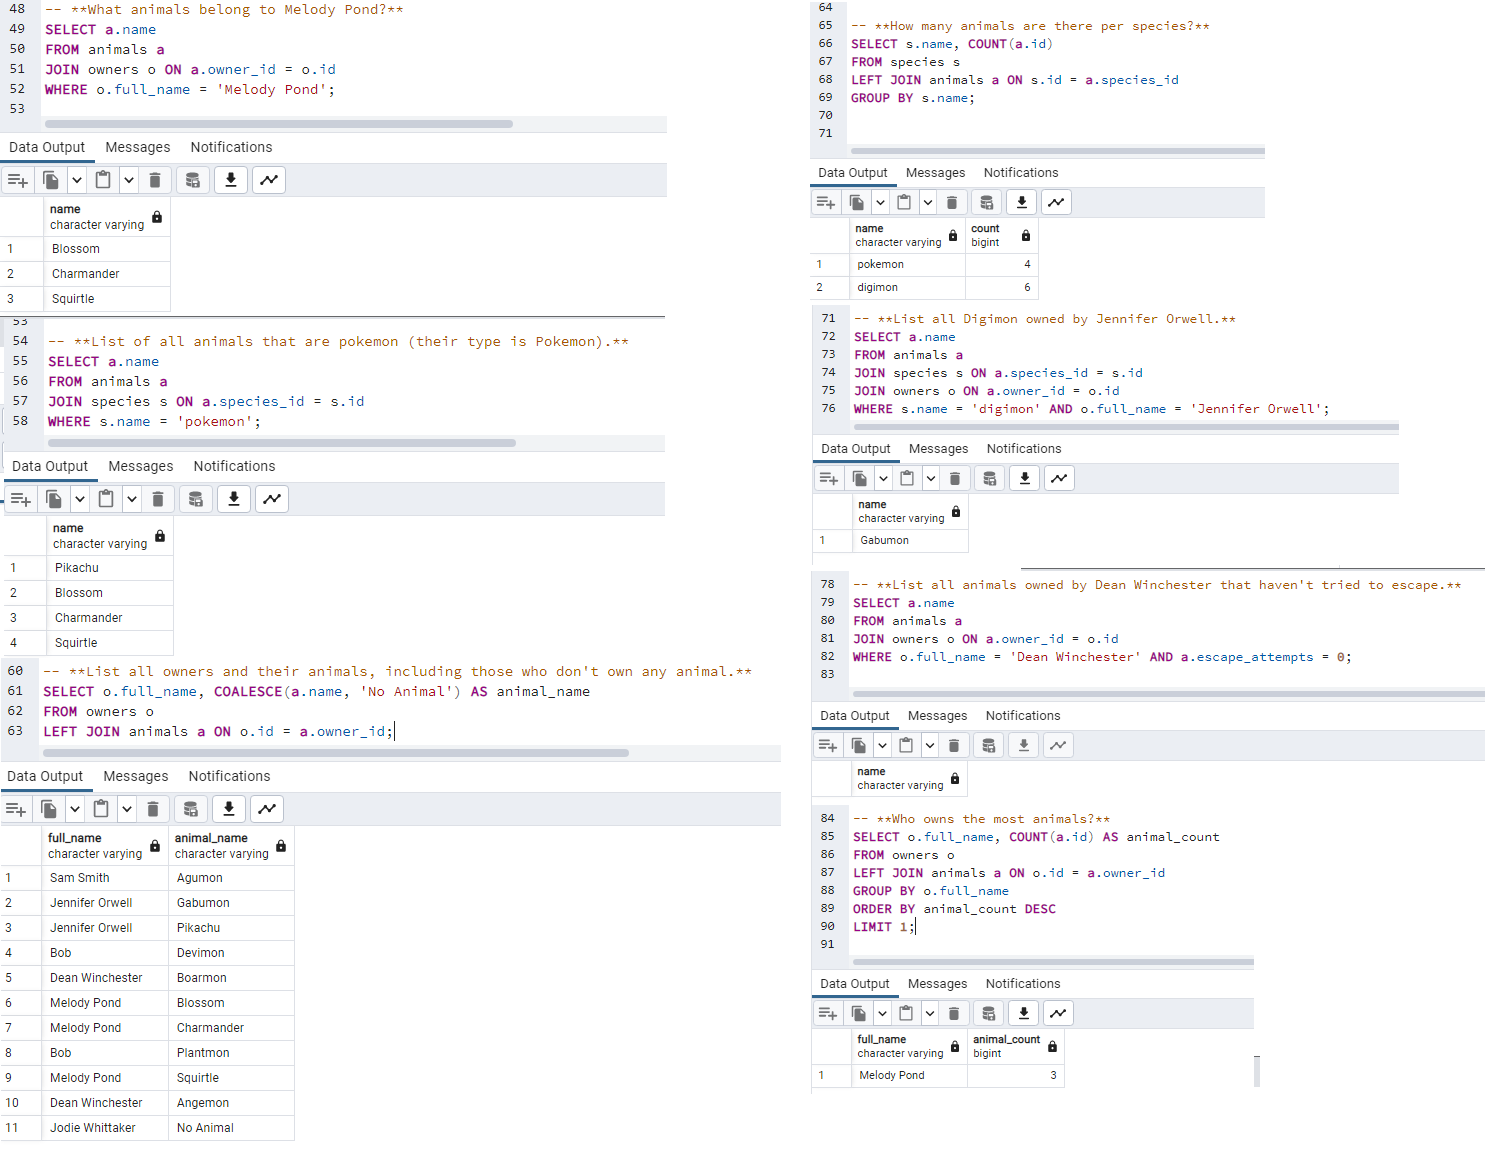 48 -- **What animals belong to Melody Pond?**
49 SELECT a.name
50 FROM animals a
51 JOIN owners o ON a.owner_id = o.id
52 WHERE o.full_name = 'Melody Pond';
53
Data Output Messages Notifications
name
character varying
1 Blossom
2 Charmander
3 Squirtle
53
54 -- **List of all animals that are pokemon (their type is Pokemon).**
55 SELECT a.name
56 FROM animals a
57 JOIN species s ON a.species_id = s.id
58 WHERE s.name = 'pokemon';
Data Output Messages Notifications
name
character varying
1 Pikachu
2 Blossom
3 Charmander
4 Squirtle
60 -- **List all owners and their animals, including those who don't own any animal.**
61 SELECT o.full_name, COALESCE(a.name, 'No Animal') AS animal_name
62 FROM owners o
63 LEFT JOIN animals a ON o.id = a.owner_id;
Data Output Messages Notifications
full_name animal_name
character varying character varying
1 Sam Smith Agumon
2 Jennifer Orwell Gabumon
3 Jennifer Orwell Pikachu
4 Bob Devimon
5 Dean Winchester Boarmon
6 Melody Pond Blossom
7 Melody Pond Charmander
8 Bob Plantmon
9 Melody Pond Squirtle
10 Dean Winchester Angemon
11 Jodie Whittaker No Animal
64
65 -- **How many animals are there per species?**
66 SELECT s.name, COUNT(a.id)
67 FROM species s
68 LEFT JOIN animals a ON s.id = a.species_id
69 GROUP BY s.name;
70
71
Data Output Messages Notifications
name count
character varying bigint
1 pokemon 4
2 digimon 6
71 -- **List all Digimon owned by Jennifer Orwell.**
72 SELECT a.name
73 FROM animals a
74 JOIN species s ON a.species_id = s.id
75 JOIN owners o ON a.owner_id = o.id
76 WHERE s.name = 'digimon' AND o.full_name = 'Jennifer Orwell';
Data Output Messages Notifications
name
character varying
1 Gabumon
78 -- **List all animals owned by Dean Winchester that haven't tried to escape.**
79 SELECT a.name
80 FROM animals a
81 JOIN owners o ON a.owner_id = o.id
82 WHERE o.full_name = 'Dean Winchester' AND a.escape_attempts = 0;
83
Data Output Messages Notifications
name
character varying
84 -- **Who owns the most animals?**
85 SELECT o.full_name, COUNT(a.id) AS animal_count
86 FROM owners o
87 LEFT JOIN animals a ON o.id = a.owner_id
88 GROUP BY o.full_name
89 ORDER BY animal_count DESC
90 LIMIT 1;
91
Data Output Messages Notifications
full_name animal_count
character varying bigint
1 Melody Pond 3